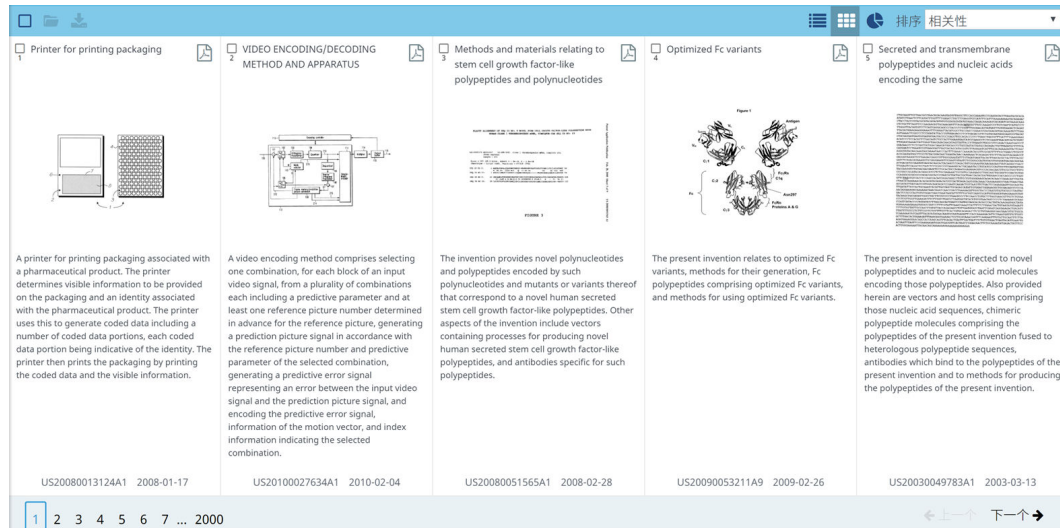 排序 相关性
Printer for printing packaging
1
VIDEO ENCODING/DECODING
METHOD AND APPARATUS
2
Methods and materials relating to
stem cell growth factor-like
polypeptides and polynucleotides
3
Optimized Fc variants
4
Secreted and transmembrane
polypeptides and nucleic acids
encoding the same
5
FIGURE 2
Figure 1
Antigen
Fc
Asn297
Proteins A & G
A printer for printing packaging associated with
a pharmaceutical product. The printer
determines visible information to be provided
on the packaging and an identity associated
with the pharmaceutical product. The printer
uses this to generate coded data including a
number of coded data portions, each coded
data portion being indicative of the identity. The
printer then prints the packaging by printing
the coded data and the visible information.
A video encoding method comprises selecting
one combination, for each block of an input
video signal, from a plurality of combinations
each including a predictive parameter and at
least one reference picture number determined
in advance for the reference picture, generating
a prediction picture signal in accordance with
the reference picture number and predictive
parameter of the selected combination,
generating a predictive error signal
representing an error between the input video
signal and the prediction picture signal, and
encoding the predictive error signal,
information of the motion vector, and index
information indicating the selected
combination.
The invention provides novel polynucleotides
and polypeptides encoded by such
polynucleotides and mutants or variants thereof
that correspond to a novel human secreted
stem cell growth factor-like polypeptides. Other
aspects of the invention include vectors
containing processes for producing novel
human secreted stem cell growth factor-like
polypeptides, and antibodies specific for such
polypeptides.
The present invention relates to optimized Fc
variants, methods for their generation, Fc
polypeptides comprising optimized Fc variants,
and methods for using optimized Fc variants.
The present invention is directed to novel
polypeptides and to nucleic acid molecules
encoding those polypeptides. Also provided
herein are vectors and host cells comprising
those nucleic acid sequences, chimeric
polypeptide molecules comprising the
polypeptides of the present invention fused to
heterologous polypeptide sequences,
antibodies which bind to the polypeptides of the
present invention and to methods for producing
the polypeptides of the present invention.
US20080013124A1 2008-01-17
US20100027634A1 2010-02-04
US20080051565A1 2008-02-28
US20090053211A9 2009-02-26
US20030049783A1 2003-03-13
1 2 3 4 5 6 7 ... 2000
上一个 下一个